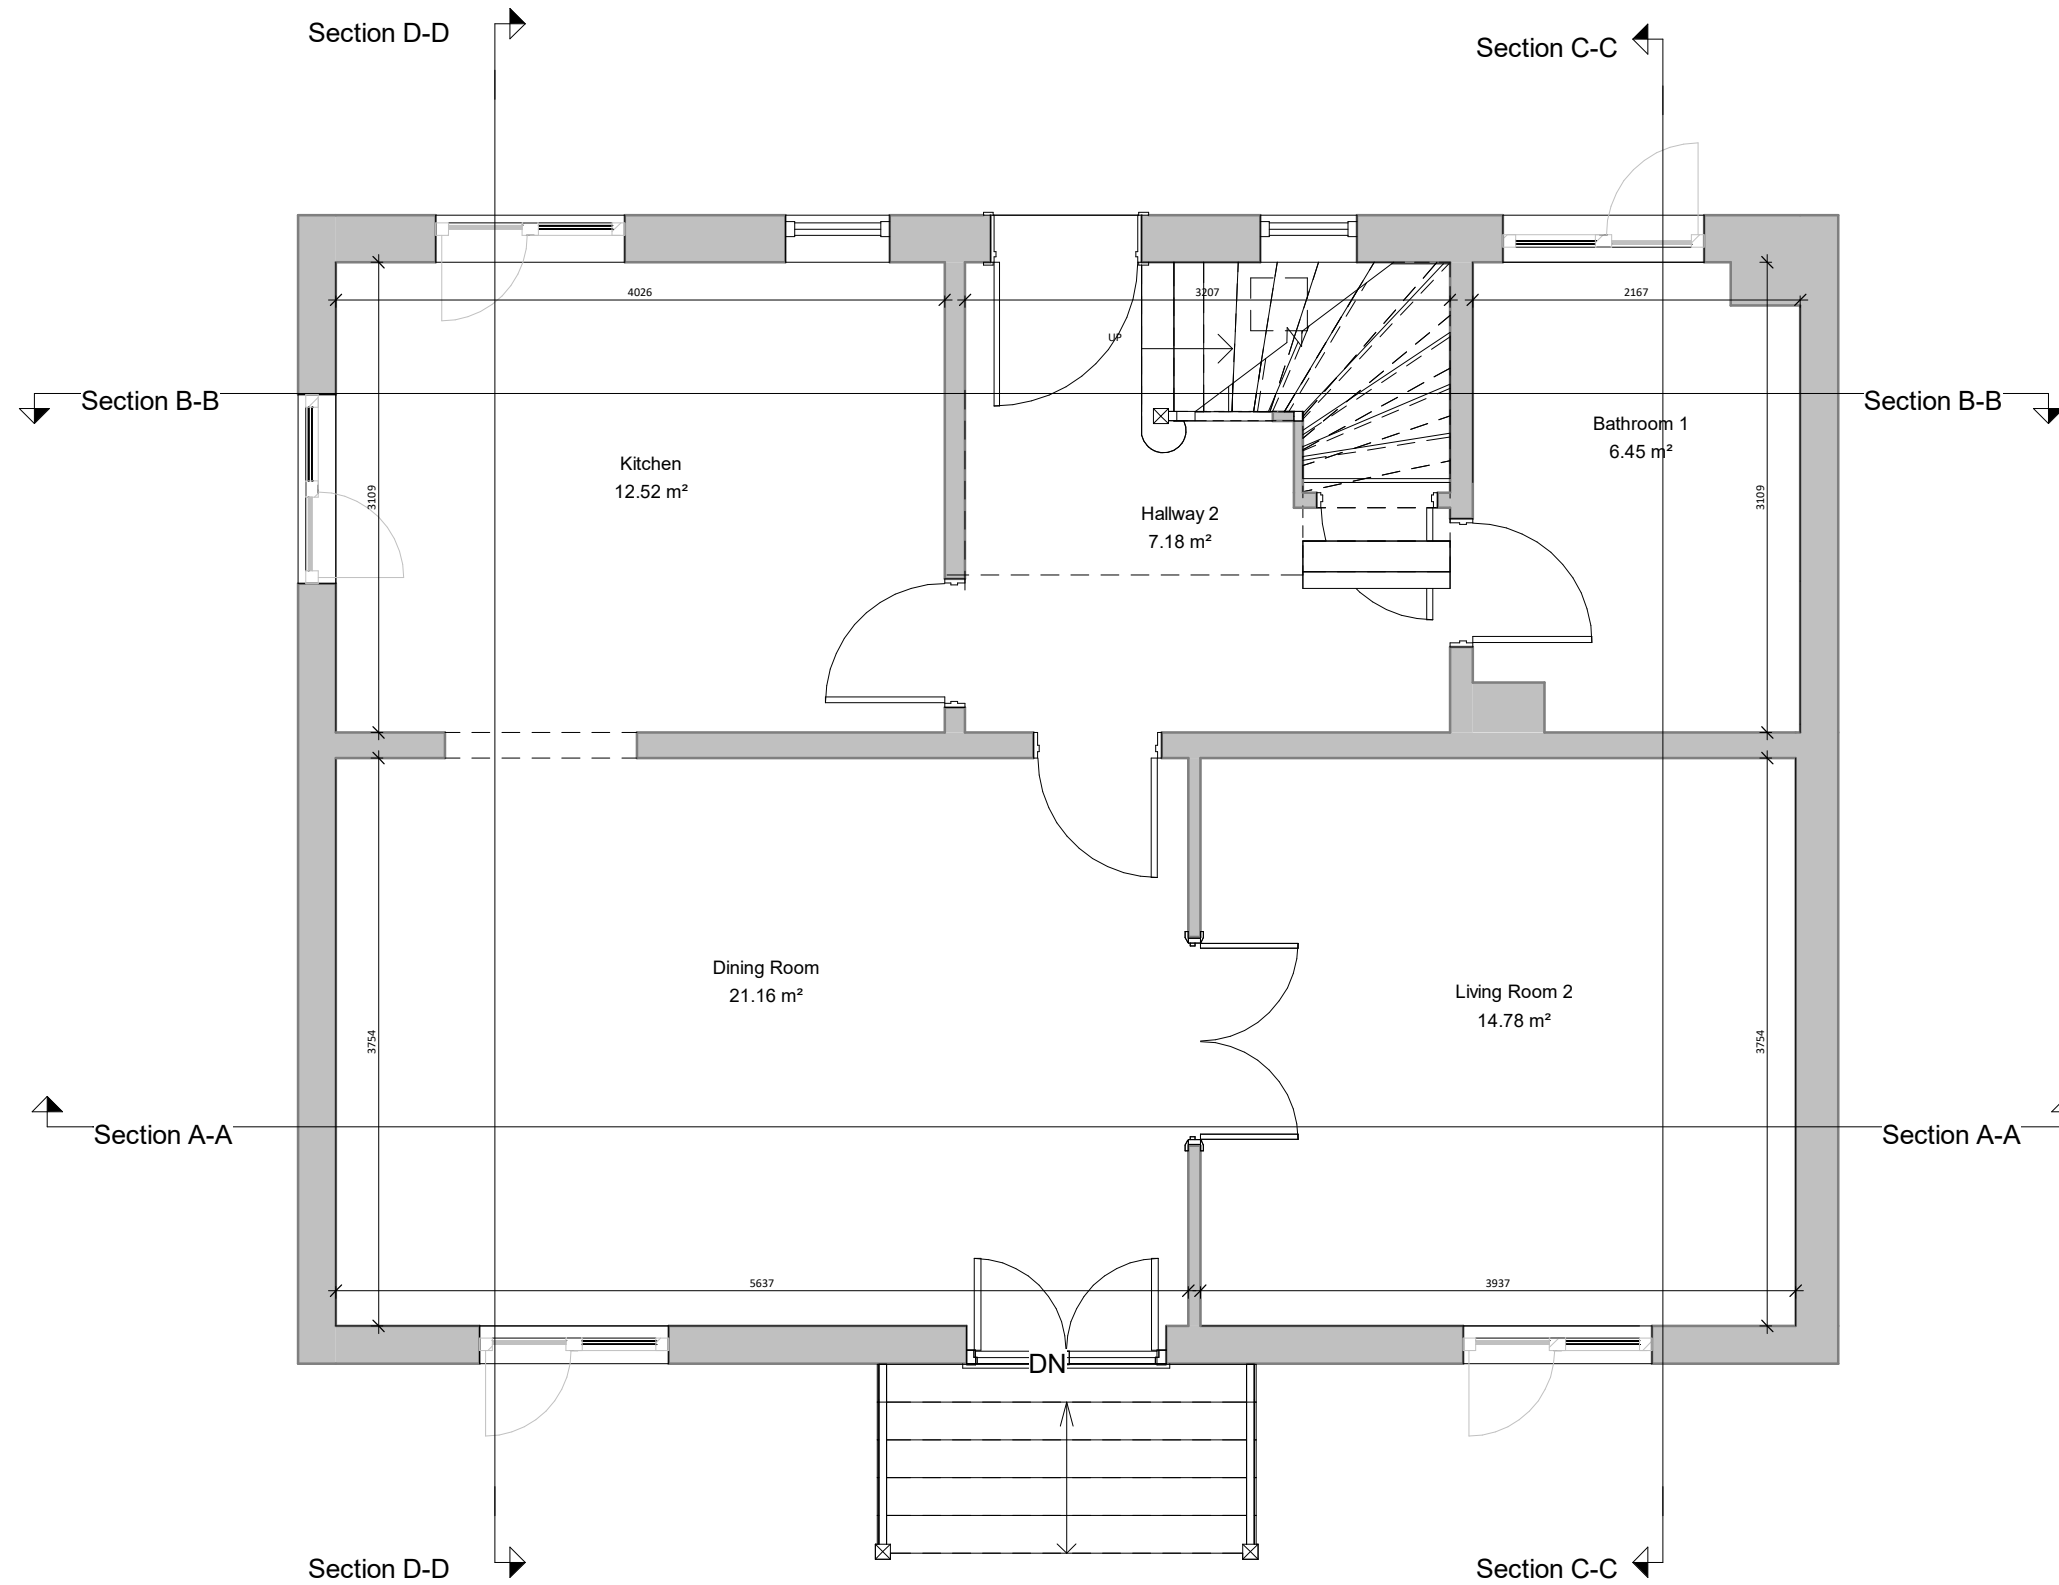 Section D-D
Section C-C
4026
3207
2167
UP
Section B-B
Section B-B
Bathroom 1
6.45 m²
Kitchen
12.52 m²
3109
3109
Hallway 2
7.18 m²
Dining Room
21.16 m²
Living Room 2
14.78 m²
3754
3754
Section A-A
Section A-A
5637
3937
DN
Section D-D
Section C-C